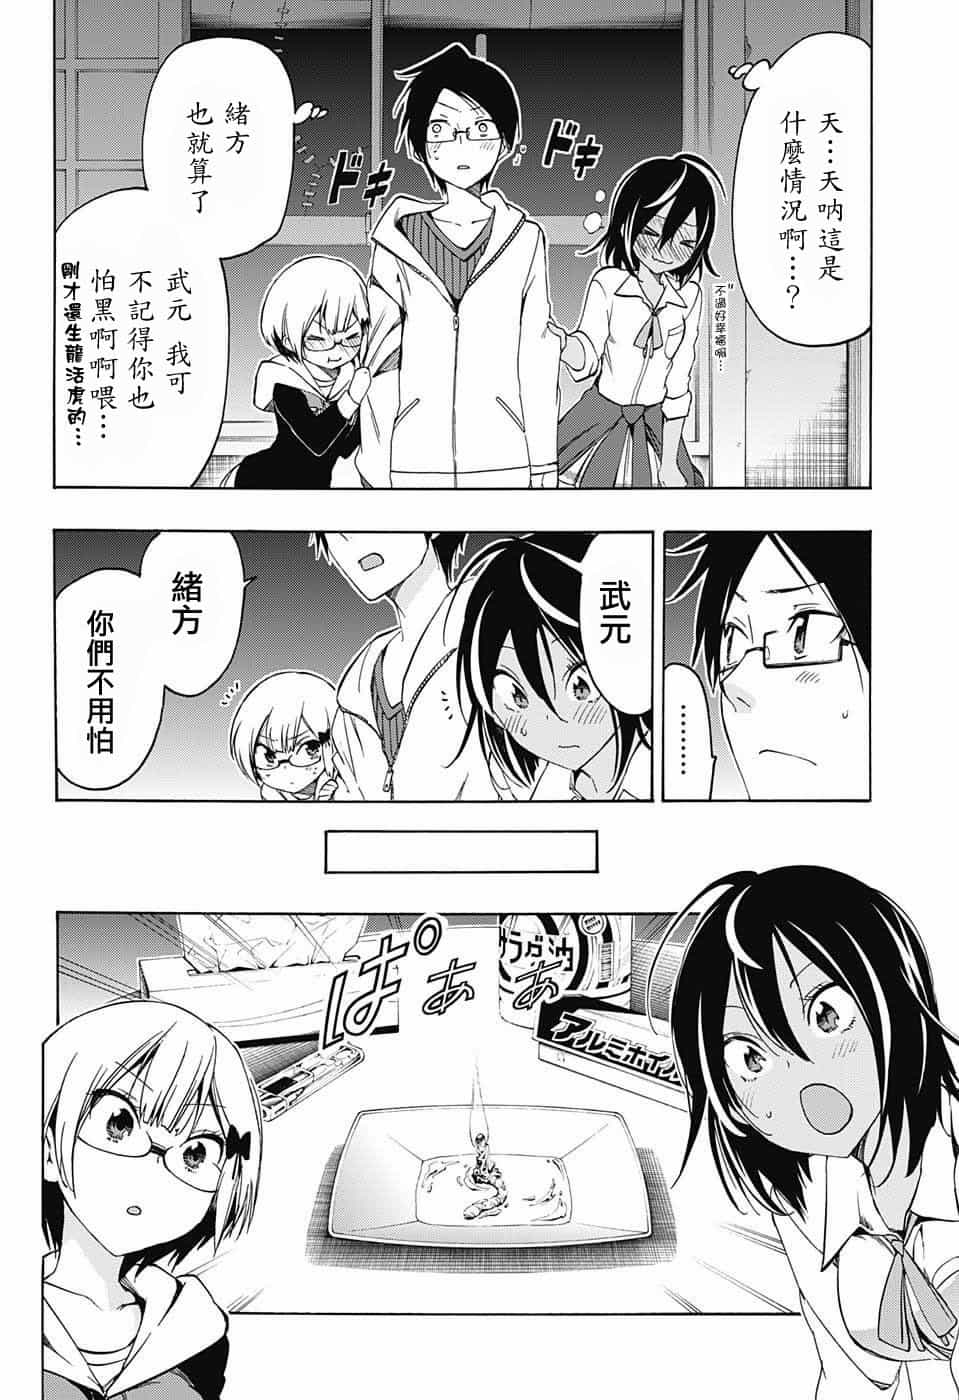 天…天吶這是
什麼情況啊…？
不過好幸福喔…
ドキ
ドキ
緒方
也就算了
武元 我可
不記得你也
怕黑啊啊喂…
剛才還生龍活虎的…
………
武元
緒方
你們不用怕
ぱぁぁ
サラダ油
アルミホイル